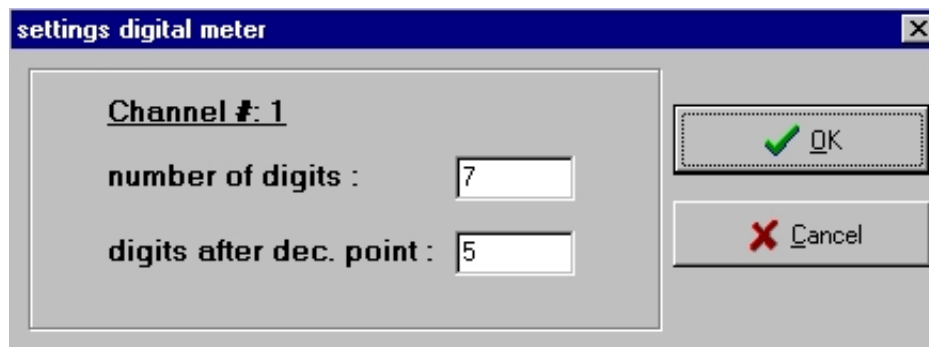 settings digital meter
Channel #: 1
number of digits : 7
digits after dec. point : 5
OK
Cancel